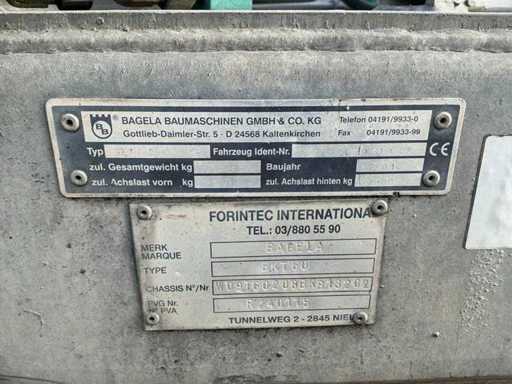 BAGELA BAUMASCHINEN GMBH & CO. KG Telefon 04191/9933-0
Gottlieb-Daimler-Str. 5 · D 24568 Kaltenkirchen Fax 04191/9933-99
Typ Fahrzeug Ident-Nr.
zul. Gesamtgewicht kg Baujahr
zul. Achslast vorn kg zul. Achslast hinten kg
CE
FORINTEC INTERNATIONA
TEL.: 03/880 55 90
MERK
MARQUE BAGELA
TYPE
CHASSIS N°/Nr
PVG Nr.
N° PVA
TUNNELWEG 2 - 2845 NIEL